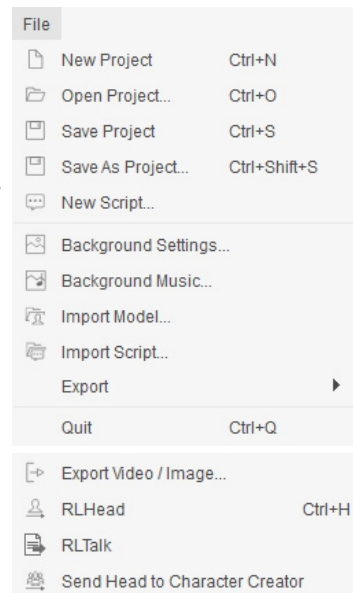 File
New Project Ctrl+N
Open Project... Ctrl+O
Save Project Ctrl+S
Save As Project... Ctrl+Shift+S
New Script...
Background Settings...
Background Music...
Import Model...
Import Script...
Export
Quit Ctrl+Q
Export Video / Image...
RLHead Ctrl+H
RLTalk
Send Head to Character Creator